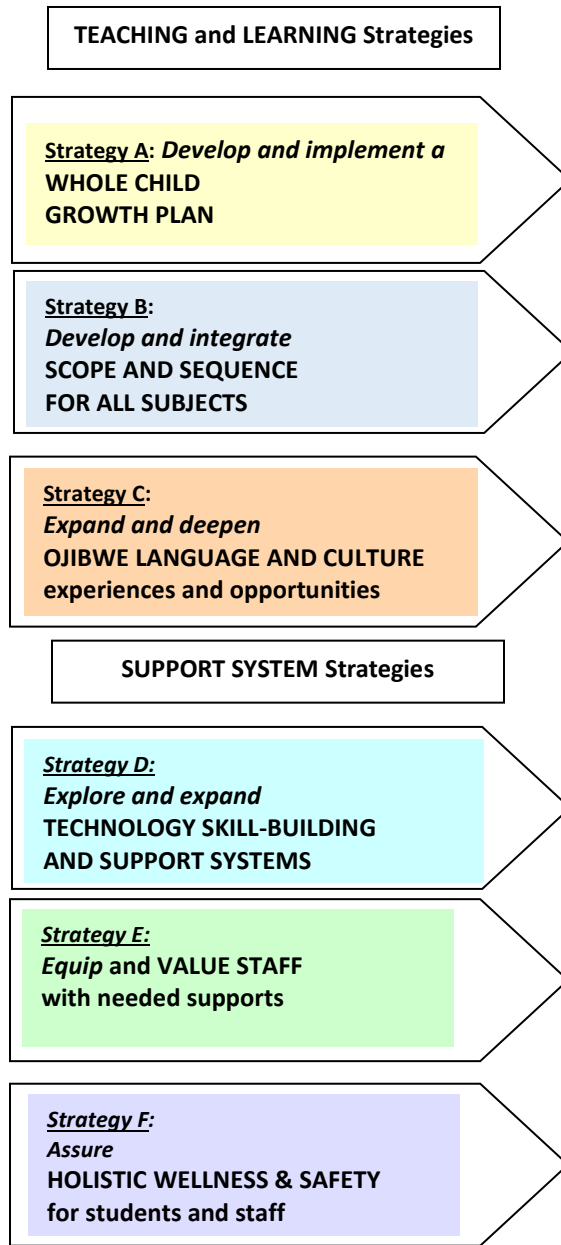 TEACHING and LEARNING Strategies
Strategy A: Develop and implement a
WHOLE CHILD
GROWTH PLAN
Strategy B:
Develop and integrate
SCOPE AND SEQUENCE
FOR ALL SUBJECTS
Strategy C:
Expand and deepen
OJIBWE LANGUAGE AND CULTURE
experiences and opportunities
SUPPORT SYSTEM Strategies
Strategy D:
Explore and expand
TECHNOLOGY SKILL-BUILDING
AND SUPPORT SYSTEMS
Strategy E:
Equip and VALUE STAFF
with needed supports
Strategy F:
Assure
HOLISTIC WELLNESS & SAFETY
for students and staff